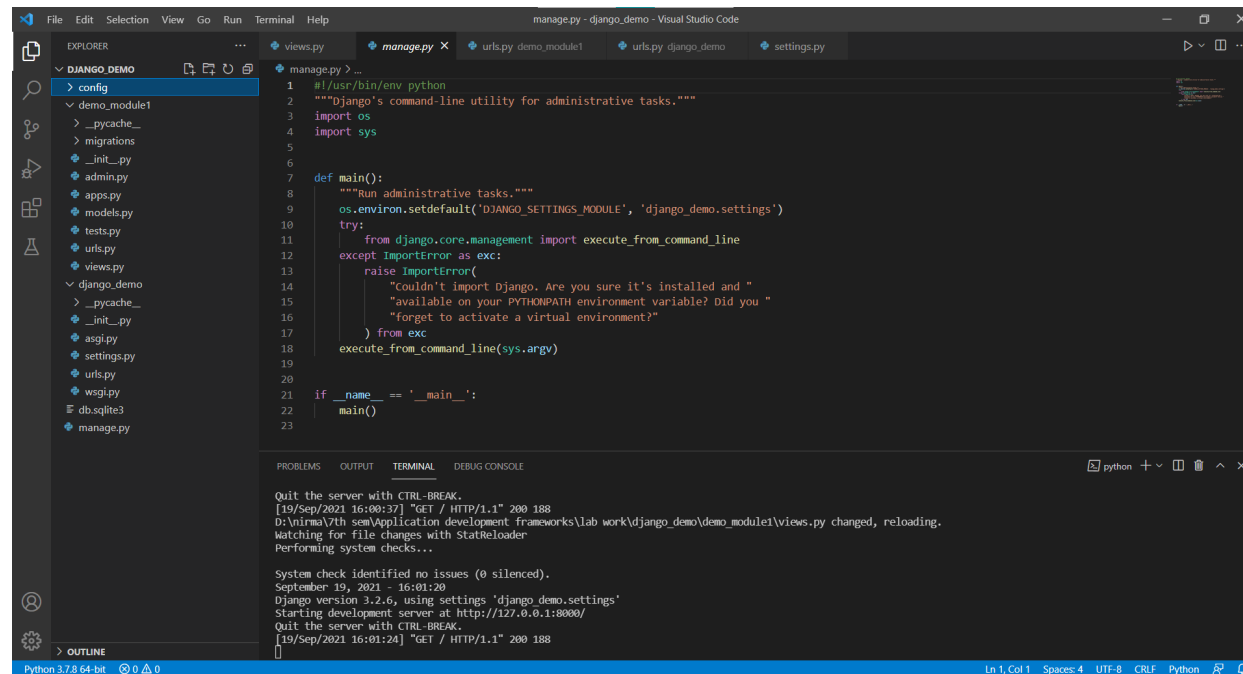 File Edit Selection View Go Run Terminal Help manage.py - django_demo - Visual Studio Code
EXPLORER
DJANGO_DEMO
config
demo_module1
__pycache__
migrations
__init__.py
admin.py
apps.py
models.py
tests.py
urls.py
views.py
django_demo
__pycache__
__init__.py
asgi.py
settings.py
urls.py
wsgi.py
db.sqlite3
manage.py
OUTLINE
views.py manage.py urls.py demo_module1 urls.py django_demo settings.py
manage.py > ...
1 #!/usr/bin/env python
2 """Django's command-line utility for administrative tasks."""
3 import os
4 import sys
5
6
7 def main():
8 """Run administrative tasks."""
9 os.environ.setdefault('DJANGO_SETTINGS_MODULE', 'django_demo.settings')
10 try:
11 from django.core.management import execute_from_command_line
12 except ImportError as exc:
13 raise ImportError(
14 "Couldn't import Django. Are you sure it's installed and "
15 "available on your PYTHONPATH environment variable? Did you "
16 "forget to activate a virtual environment?"
17 ) from exc
18 execute_from_command_line(sys.argv)
19
20
21 if __name__ == '__main__':
22 main()
23
PROBLEMS OUTPUT TERMINAL DEBUG CONSOLE python
Quit the server with CTRL-BREAK.
[19/Sep/2021 16:00:37] "GET / HTTP/1.1" 200 188
D:\nirma\7th sem\Application development frameworks\lab work\django_demo\demo_module1\views.py changed, reloading.
Watching for file changes with StatReloader
Performing system checks...
System check identified no issues (0 silenced).
September 19, 2021 - 16:01:20
Django version 3.2.6, using settings 'django_demo.settings'
Starting development server at http://127.0.0.1:8000/
Quit the server with CTRL-BREAK.
[19/Sep/2021 16:01:24] "GET / HTTP/1.1" 200 188
Python 3.7.8 64-bit 0 0 Ln 1, Col 1 Spaces: 4 UTF-8 CRLF Python